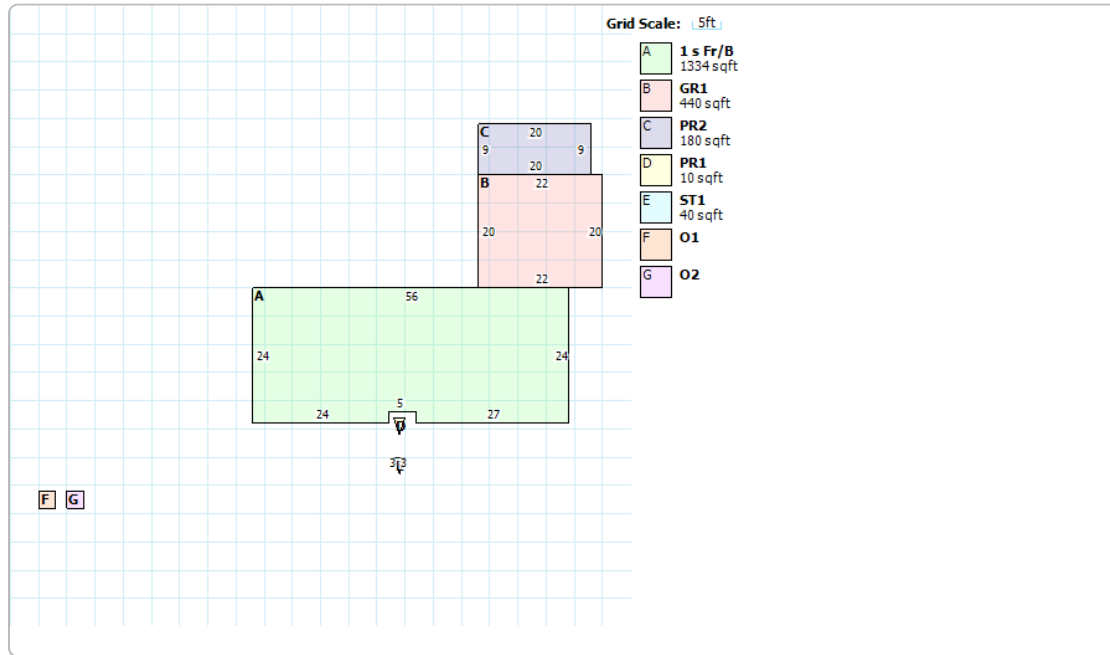 Grid Scale: 5ft
A 1 s Fr/B
1334 sqft
B GR1
440 sqft
C PR2
180 sqft
D PR1
10 sqft
E ST1
40 sqft
F O1
G O2
C 20
9 9
20
B 22
20 20
22
A 56
24 24
5
24 27
D
F G